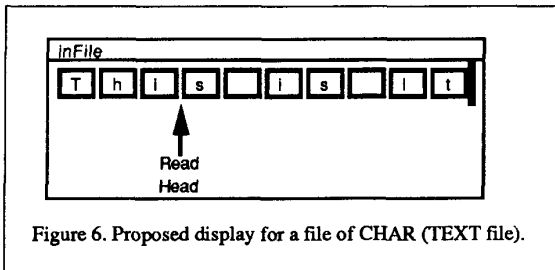 inFile
T h i s i s I t
Read
Head
Figure 6. Proposed display for a file of CHAR (TEXT file).